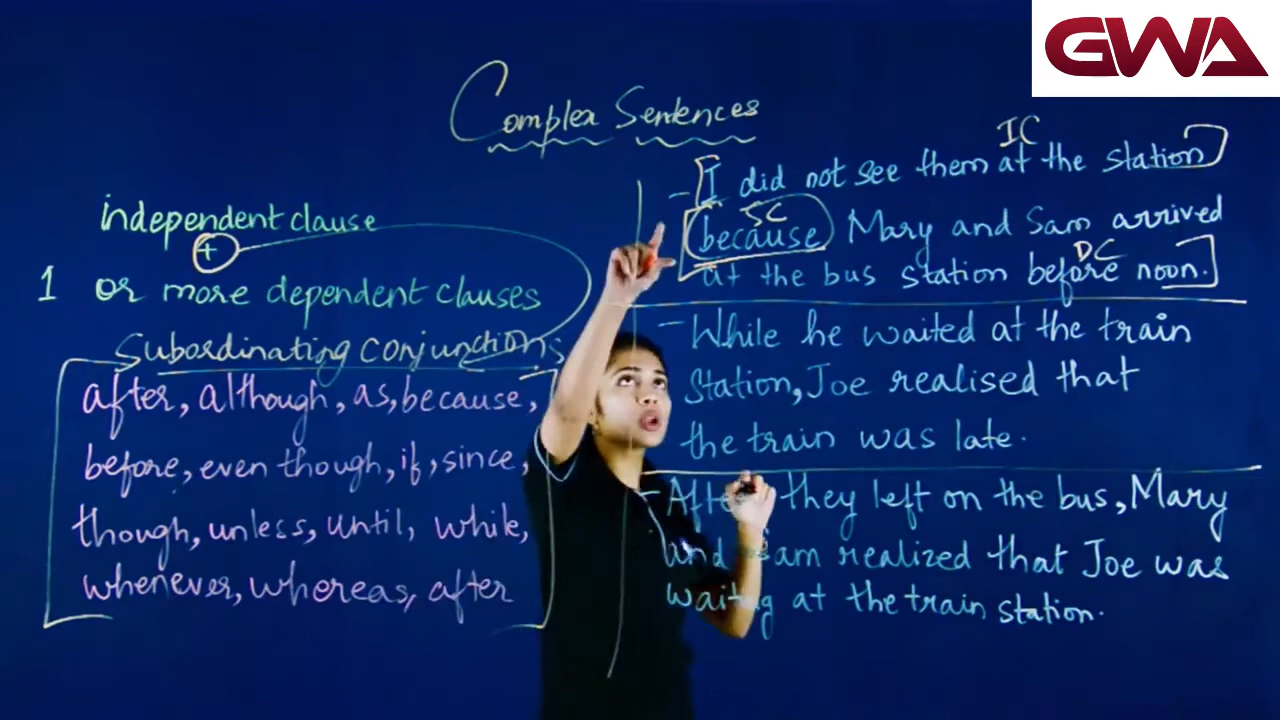 GWA
Complex Sentences
independent clause
+
1 or more dependent clauses
Subordinating conjunctions
after, although, as, because,
before, even though, if, since,
though, unless, until, while,
whenever, whereas, after
IC
- I did not see them at the station
SC
because Mary and Sam arrived
DC
at the bus station before noon.
- While he waited at the train
Station, Joe realised that
the train was late.
- After they left on the bus, Mary
and Sam realized that Joe was
waiting at the train station.